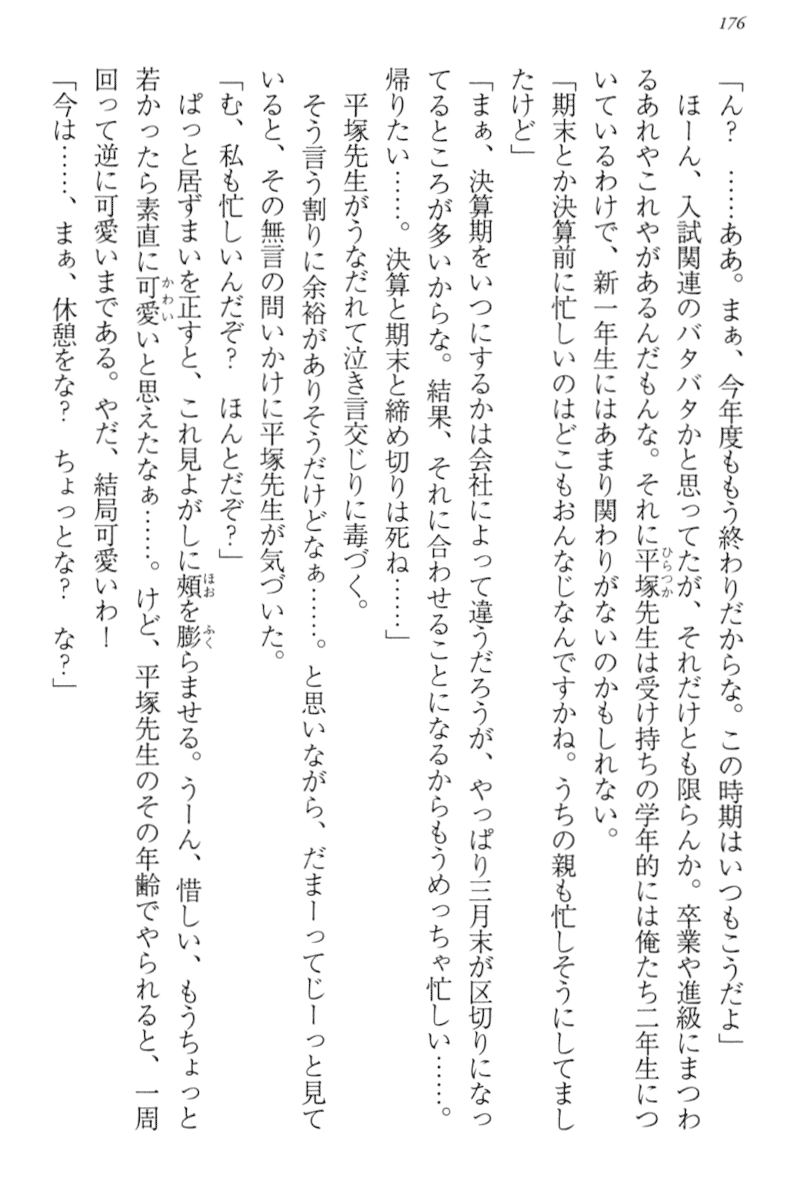 176
「ん？　……ああ。まぁ、今年度ももう終わりだからな。この時期はいつもこうだよ」
　ほーん、入試関連のバタバタかと思ってたが、それだけとも限らんか。卒業や進級にまつわ
るあれやこれやがあるんだもんな。それに平塚先生は受け持ちの学年的には俺たち二年生につ
いているわけで、新一年生にはあまり関わりがないのかもしれない。
「期末とか決算前に忙しいのはどこもおんなじなんですかね。うちの親も忙しそうにしてまし
たけど」
「まぁ、決算期をいつにするかは会社によって違うだろうが、やっぱり三月末が区切りになっ
てるところが多いからな。結果、それに合わせることになるからもうめっちゃ忙しい……。
帰りたい……。決算と期末と締め切りは死ね……」
　平塚先生がうなだれて泣き言交じりに毒づく。
　そう言う割りに余裕がありそうだけどなぁ……。と思いながら、だまーってじーっと見て
いると、その無言の問いかけに平塚先生が気づいた。
「む、私も忙しいんだぞ？　ほんとだぞ？」
　ぱっと居ずまいを正すと、これ見よがしに頰を膨らませる。うーん、惜しい、もうちょっと
若かったら素直に可愛いと思えたなぁ……。けど、平塚先生のその年齢でやられると、一周
回って逆に可愛いまである。やだ、結局可愛いわ！
「今は……、まぁ、休憩をな？　ちょっとな？　な？」